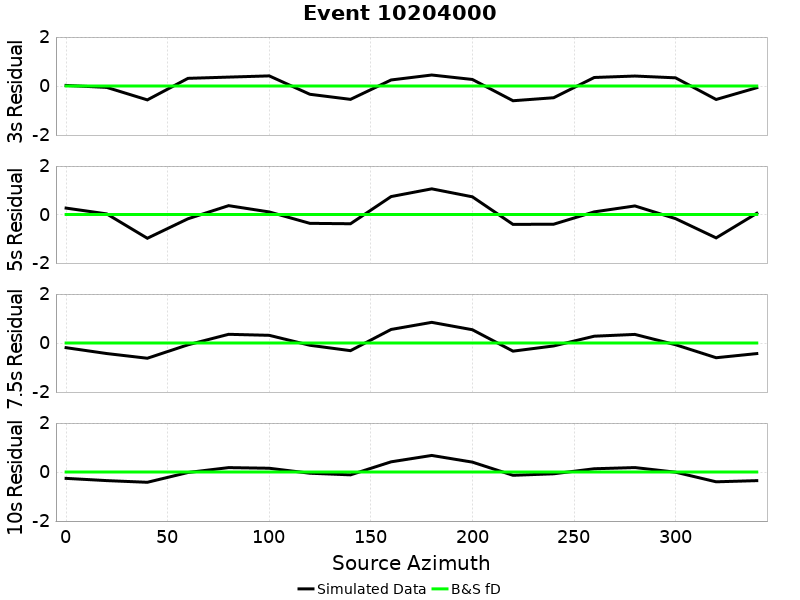 Event 10204000
2
0
-2
3s Residual
2
0
-2
5s Residual
2
0
-2
7.5s Residual
2
0
-2
10s Residual
0 50 100 150 200 250 300
Source Azimuth
Simulated Data B&S fD